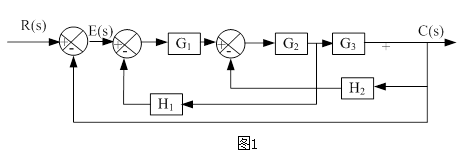 R(s)
E(s)
C(s)
+
-
+
-
G1
+
-
G2
G3
+
H2
H1
图1